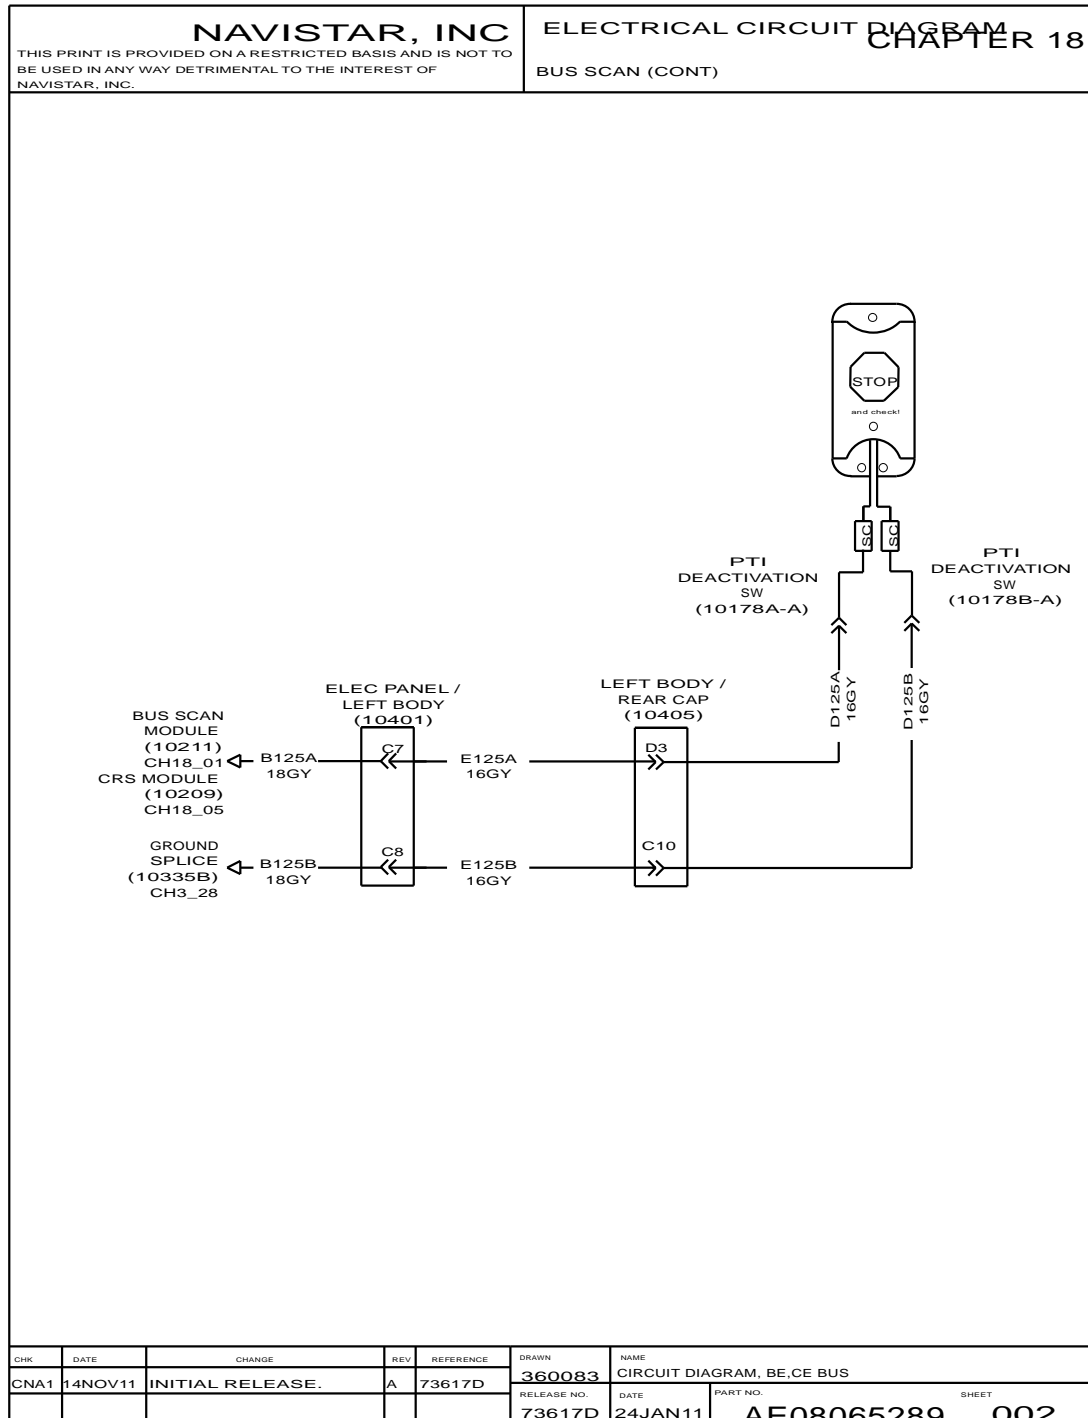 NAVISTAR, INC
THIS PRINT IS PROVIDED ON A RESTRICTED BASIS AND IS NOT TO
BE USED IN ANY WAY DETRIMENTAL TO THE INTEREST OF
NAVISTAR, INC.
ELECTRICAL CIRCUIT DIAGRAM
CHAPTER 18
BUS SCAN (CONT)
STOP
and check!
SC
SC
PTI
DEACTIVATION
SW
(10178A-A)
PTI
DEACTIVATION
SW
(10178B-A)
D125A
16GY
D125B
16GY
ELEC PANEL /
LEFT BODY
(10401)
LEFT BODY /
REAR CAP
(10405)
BUS SCAN
MODULE
(10211)
CH18_01
CRS MODULE
(10209)
CH18_05
B125A
18GY
C7
E125A
16GY
D3
GROUND
SPLICE
(10335B)
CH3_28
B125B
18GY
C8
E125B
16GY
C10
CHK DATE CHANGE REV REFERENCE
CNA1 14NOV11 INITIAL RELEASE. A 73617D
DRAWN
360083
NAME
CIRCUIT DIAGRAM, BE,CE BUS
RELEASE NO.
73617D
DATE
24JAN11
PART NO.
AE08065289
SHEET
002